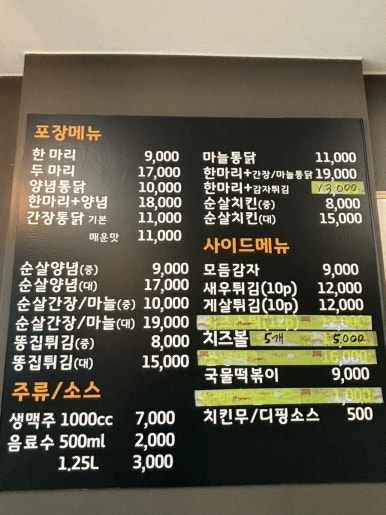 포장메뉴
한 마리 9,000
두 마리 17,000
양념통닭 10,000
한마리+양념 18,000
간장통닭 기본 11,000
매운맛 11,000
순살양념(중) 9,000
순살양념(대) 17,000
순살간장/마늘(중) 10,000
순살간장/마늘(대) 19,000
똥집튀김(중) 8,000
똥집튀김(대) 15,000
주류/소스
생맥주 1000cc 7,000
음료수 500ml 2,000
1.25L 3,000
마늘통닭 11,000
한마리+간장/마늘통닭 19,000
한마리+감자튀김 13,000
순살치킨(중) 8,000
순살치킨(대) 15,000
사이드메뉴
모듬감자 9,000
새우튀김(10p) 12,000
게살튀김(10p) 12,000
치즈볼 5개 5,000
국물떡볶이 9,000
치킨무/디핑소스 500